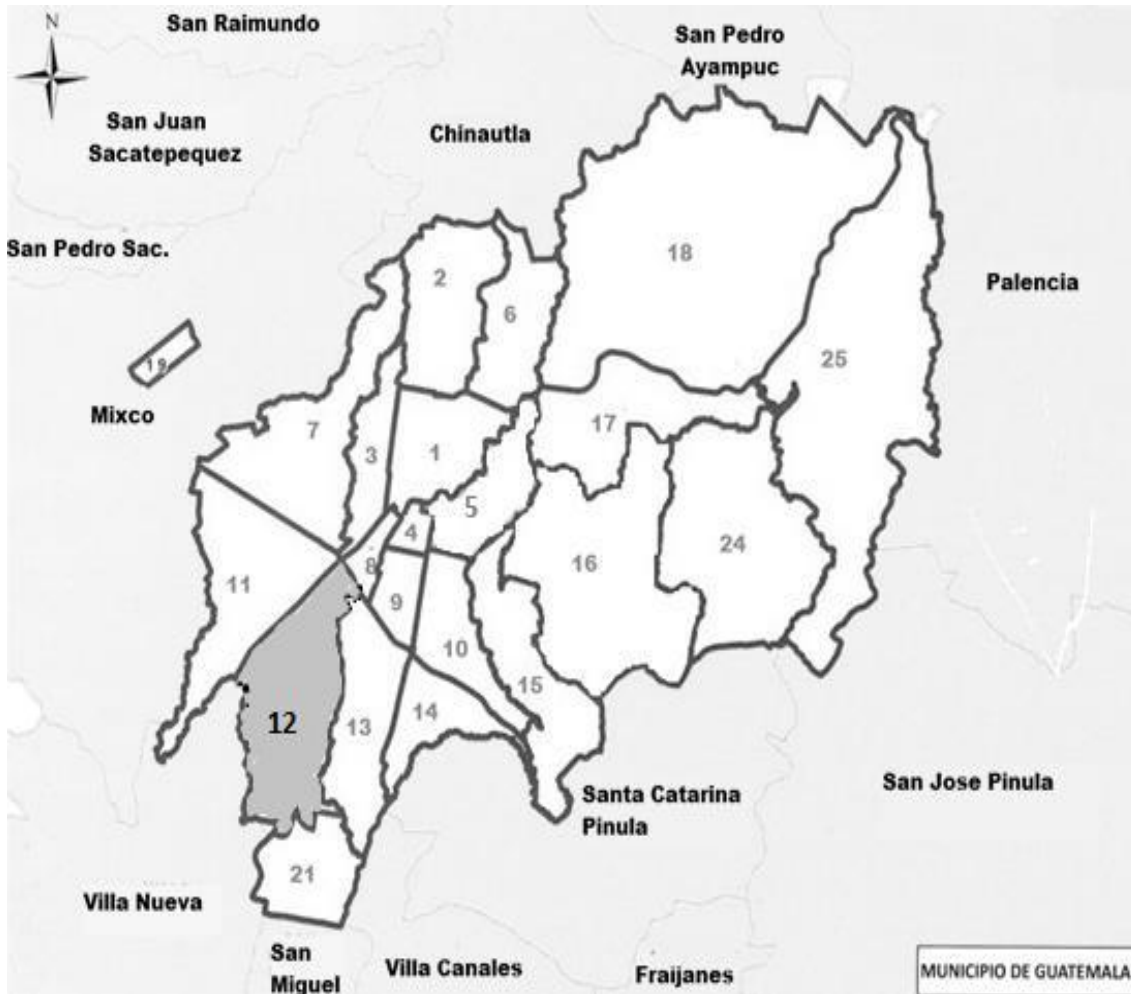 N
San Raimundo
San Pedro
Ayampuc
San Juan
Sacatepequez
Chinautla
San Pedro Sac.
2
18
Palencia
6
19
25
Mixco
7
17
3
1
5
4
24
16
8
11
9
10
15
12
13
14
San Jose Pinula
Santa Catarina
Pinula
21
Villa Nueva
San
Miguel
Villa Canales
Fraijanes
MUNICIPIO DE GUATEMALA